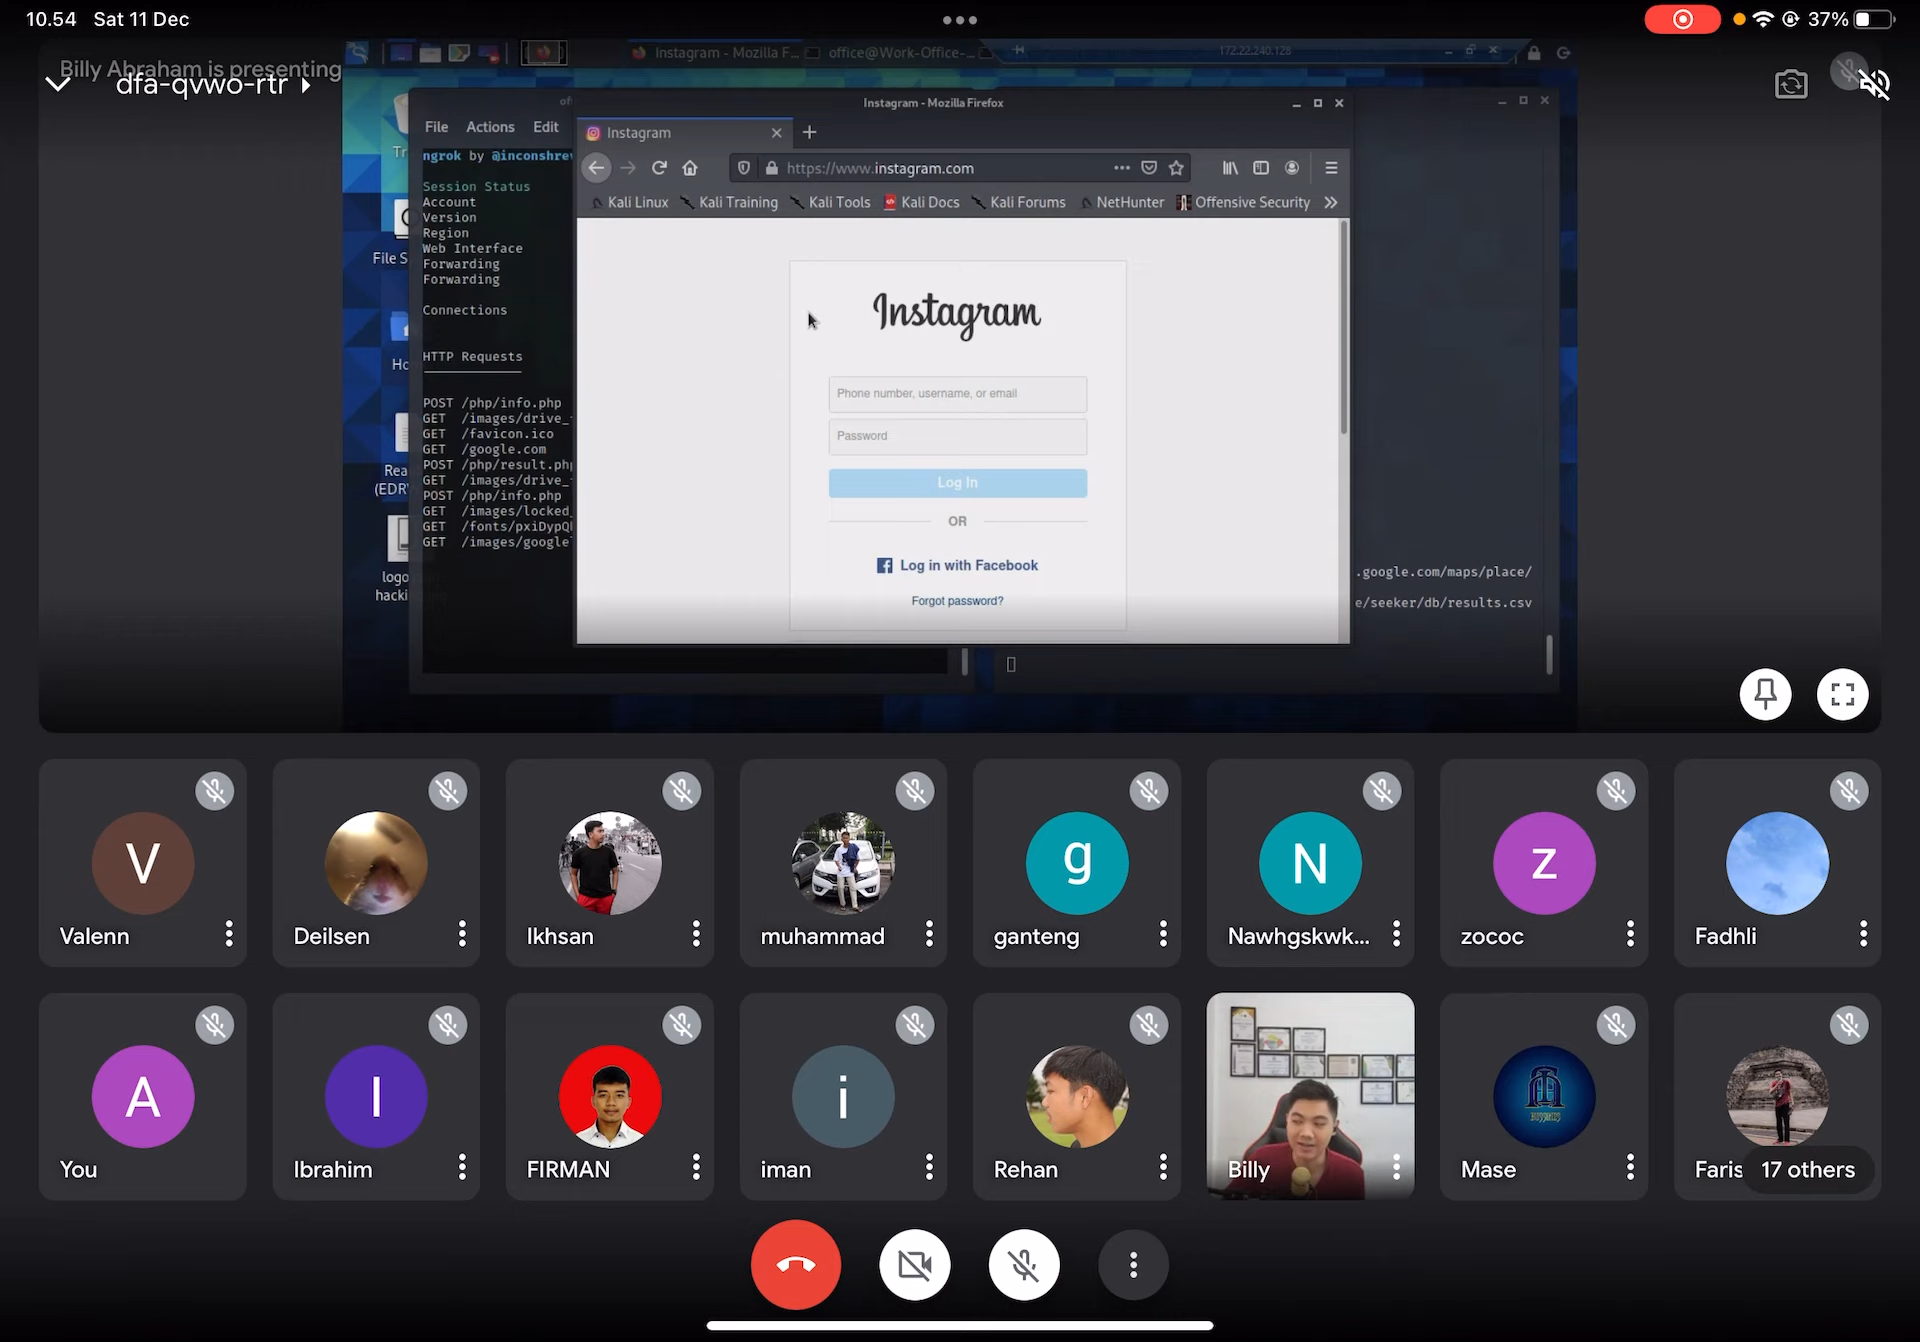 10.54 Sat 11 Dec
37%
Billy Abraham is presenting
dfa-qvwo-rtr
Instagram - Mozilla F...
office@Work-Office-...
172.22.240.128
Instagram - Mozilla Firefox
File Actions Edit
Instagram
https://www.instagram.com
Kali Linux Kali Training Kali Tools Kali Docs Kali Forums NetHunter Offensive Security
ngrok by @inconshrev
Session Status
Account
Version
Region
Web Interface
Forwarding
Forwarding
Connections
HTTP Requests
POST /php/info.php
GET /images/drive_
GET /favicon.ico
GET /google.com
POST /php/result.php
GET /images/drive_
POST /php/info.php
GET /images/locked_
GET /fonts/pxiDypQ
GET /images/google
Tr
File S
Ho
Rea
(EDR
logo
hacki
Instagram
Phone number, username, or email
Password
Log In
OR
Log in with Facebook
Forgot password?
.google.com/maps/place/
e/seeker/db/results.csv
V
Valenn
Deilsen
Ikhsan
muhammad
g
ganteng
N
Nawhgskwk...
z
zococ
Fadhli
A
You
I
Ibrahim
FIRMAN
i
iman
Rehan
Billy
Mase
Faris
17 others